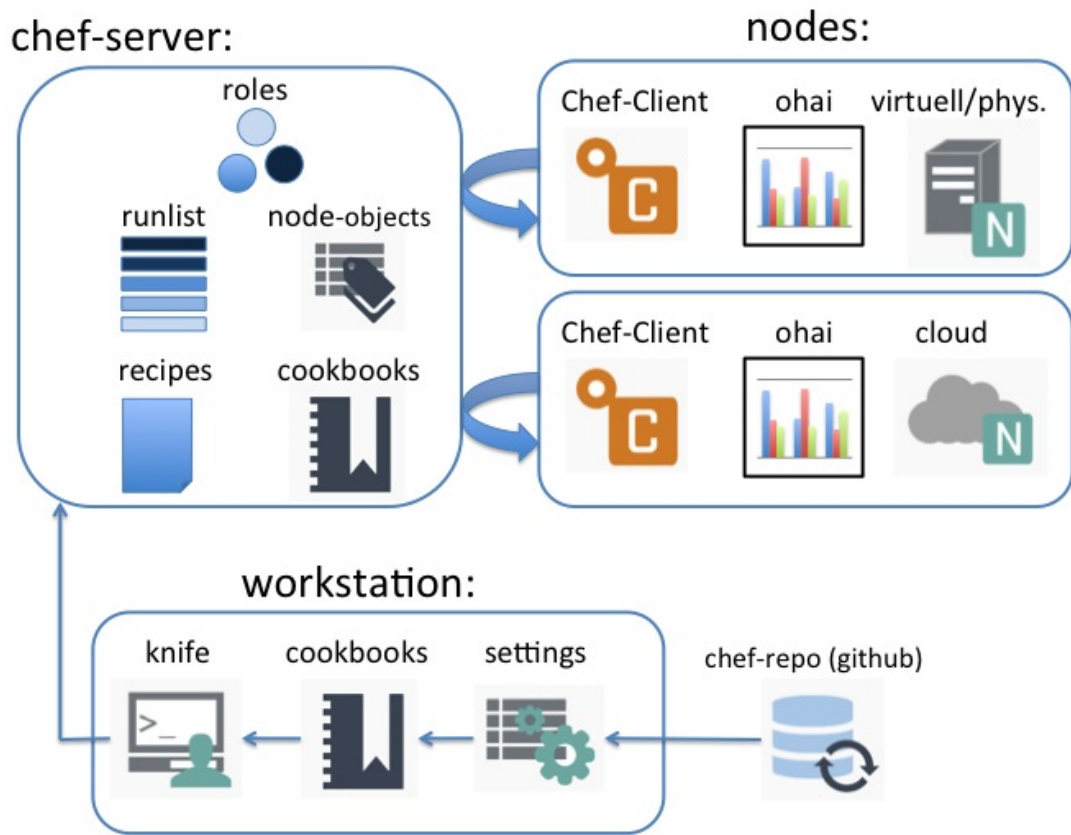 chef-server:
roles
runlist
node-objects
recipes
cookbooks
nodes:
Chef-Client
ohai
virtuell/phys.
C
N
Chef-Client
ohai
cloud
C
N
workstation:
knife
cookbooks
settings
chef-repo (github)
>_